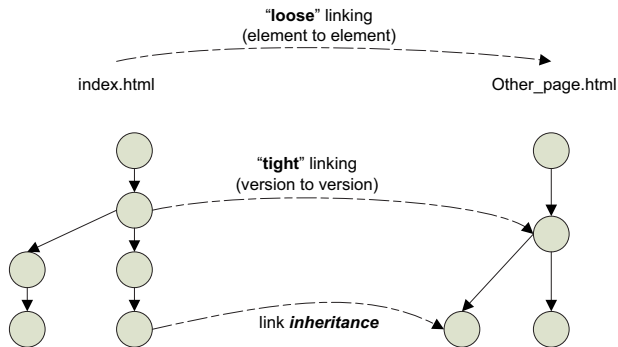 “loose” linking
(element to element)
index.html
Other_page.html
“tight” linking
(version to version)
link inheritance